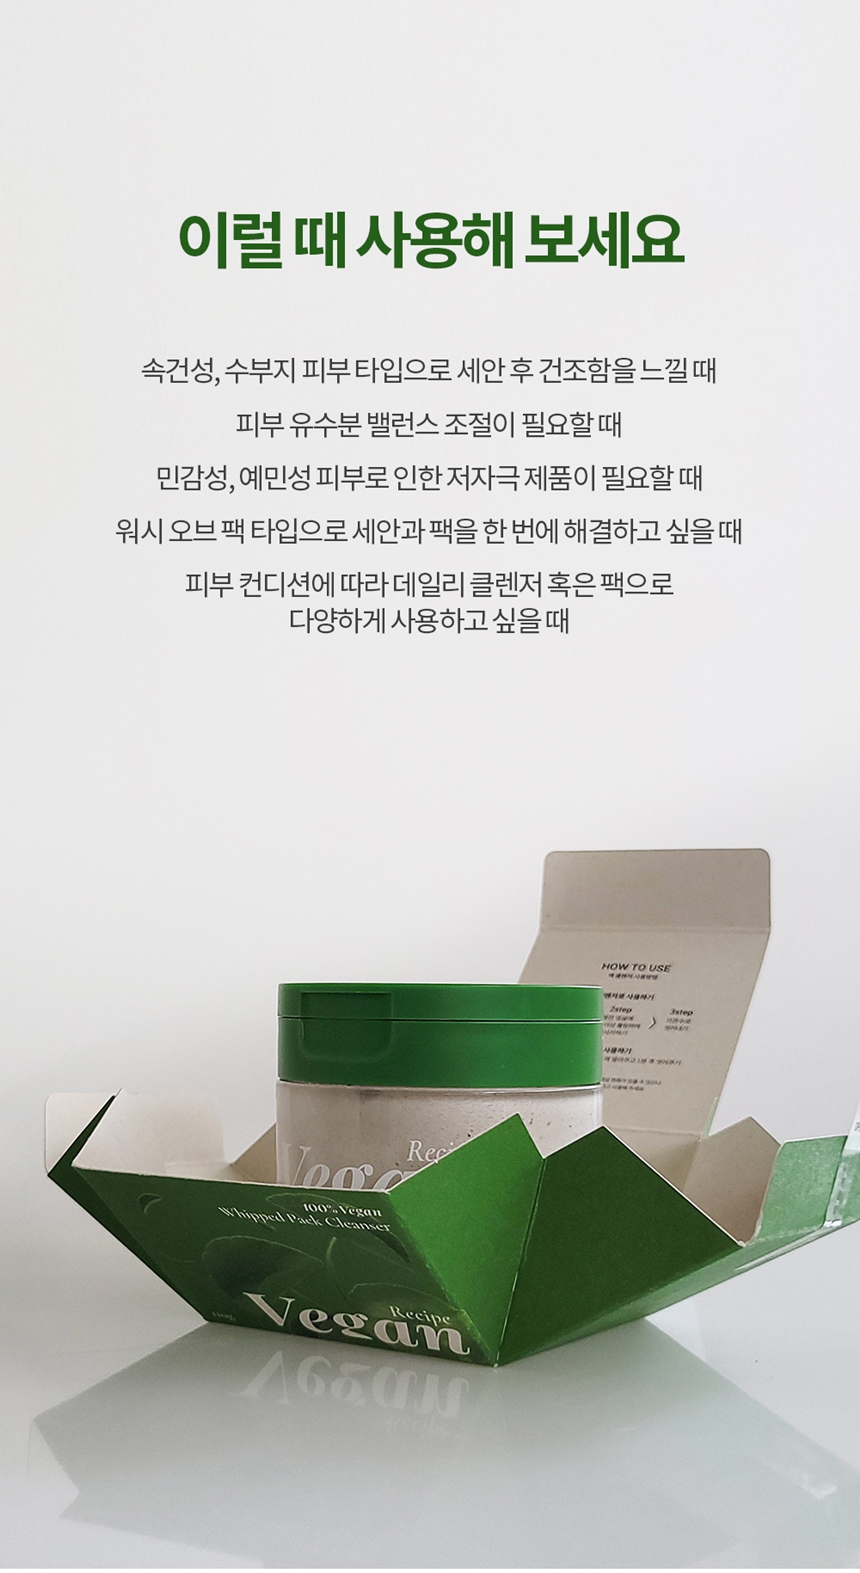 이럴 때 사용해 보세요
속건성, 수부지 피부 타입으로 세안 후 건조함을 느낄 때
피부 유수분 밸런스 조절이 필요할 때
민감성, 예민성 피부로 인한 저자극 제품이 필요할 때
워시 오브 팩 타입으로 세안과 팩을 한 번에 해결하고 싶을 때
피부 컨디션에 따라 데일리 클렌저 혹은 팩으로
다양하게 사용하고 싶을 때
HOW TO USE
2step
3step
사용하기
100% Vegan
Whipped Pack Cleanser
Recipe
Vegan